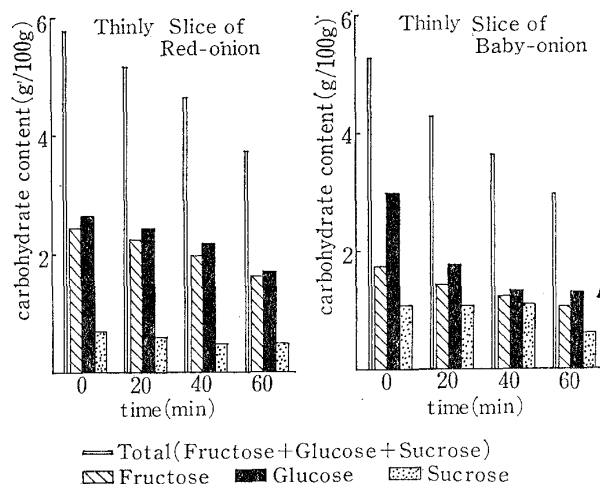 Thinly Slice of
Red-onion
carbohydrate content(g/100g)
6
4
2
0 20 40 60
time(min)
Thinly Slice of
Baby-onion
carbohydrate content(g/100g)
6
4
2
0 20 40 60
time(min)
Total(Fructose+Glucose+Sucrose)
Fructose Glucose Sucrose